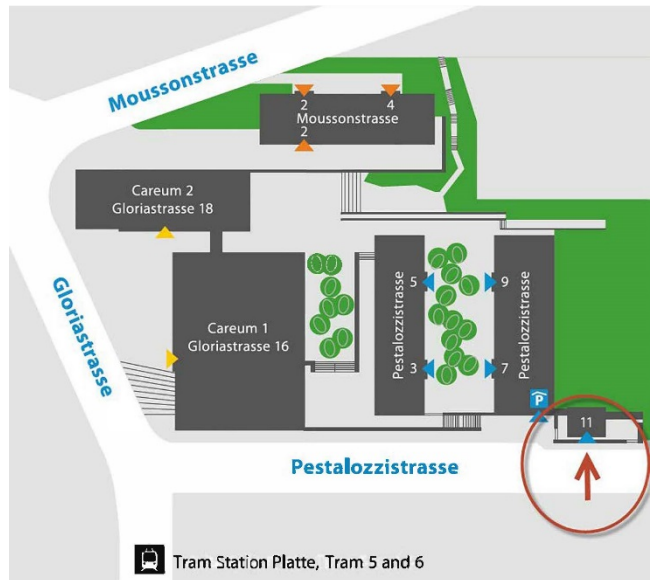 Moussonstrasse
2
4
Moussonstrasse
2
Careum 2
Gloriastrasse 18
Gloriastrasse
Careum 1
Gloriastrasse 16
Pestalozzistrasse
5
3
Pestalozzistrasse
9
7
P
11
Pestalozzistrasse
Tram Station Platte, Tram 5 and 6